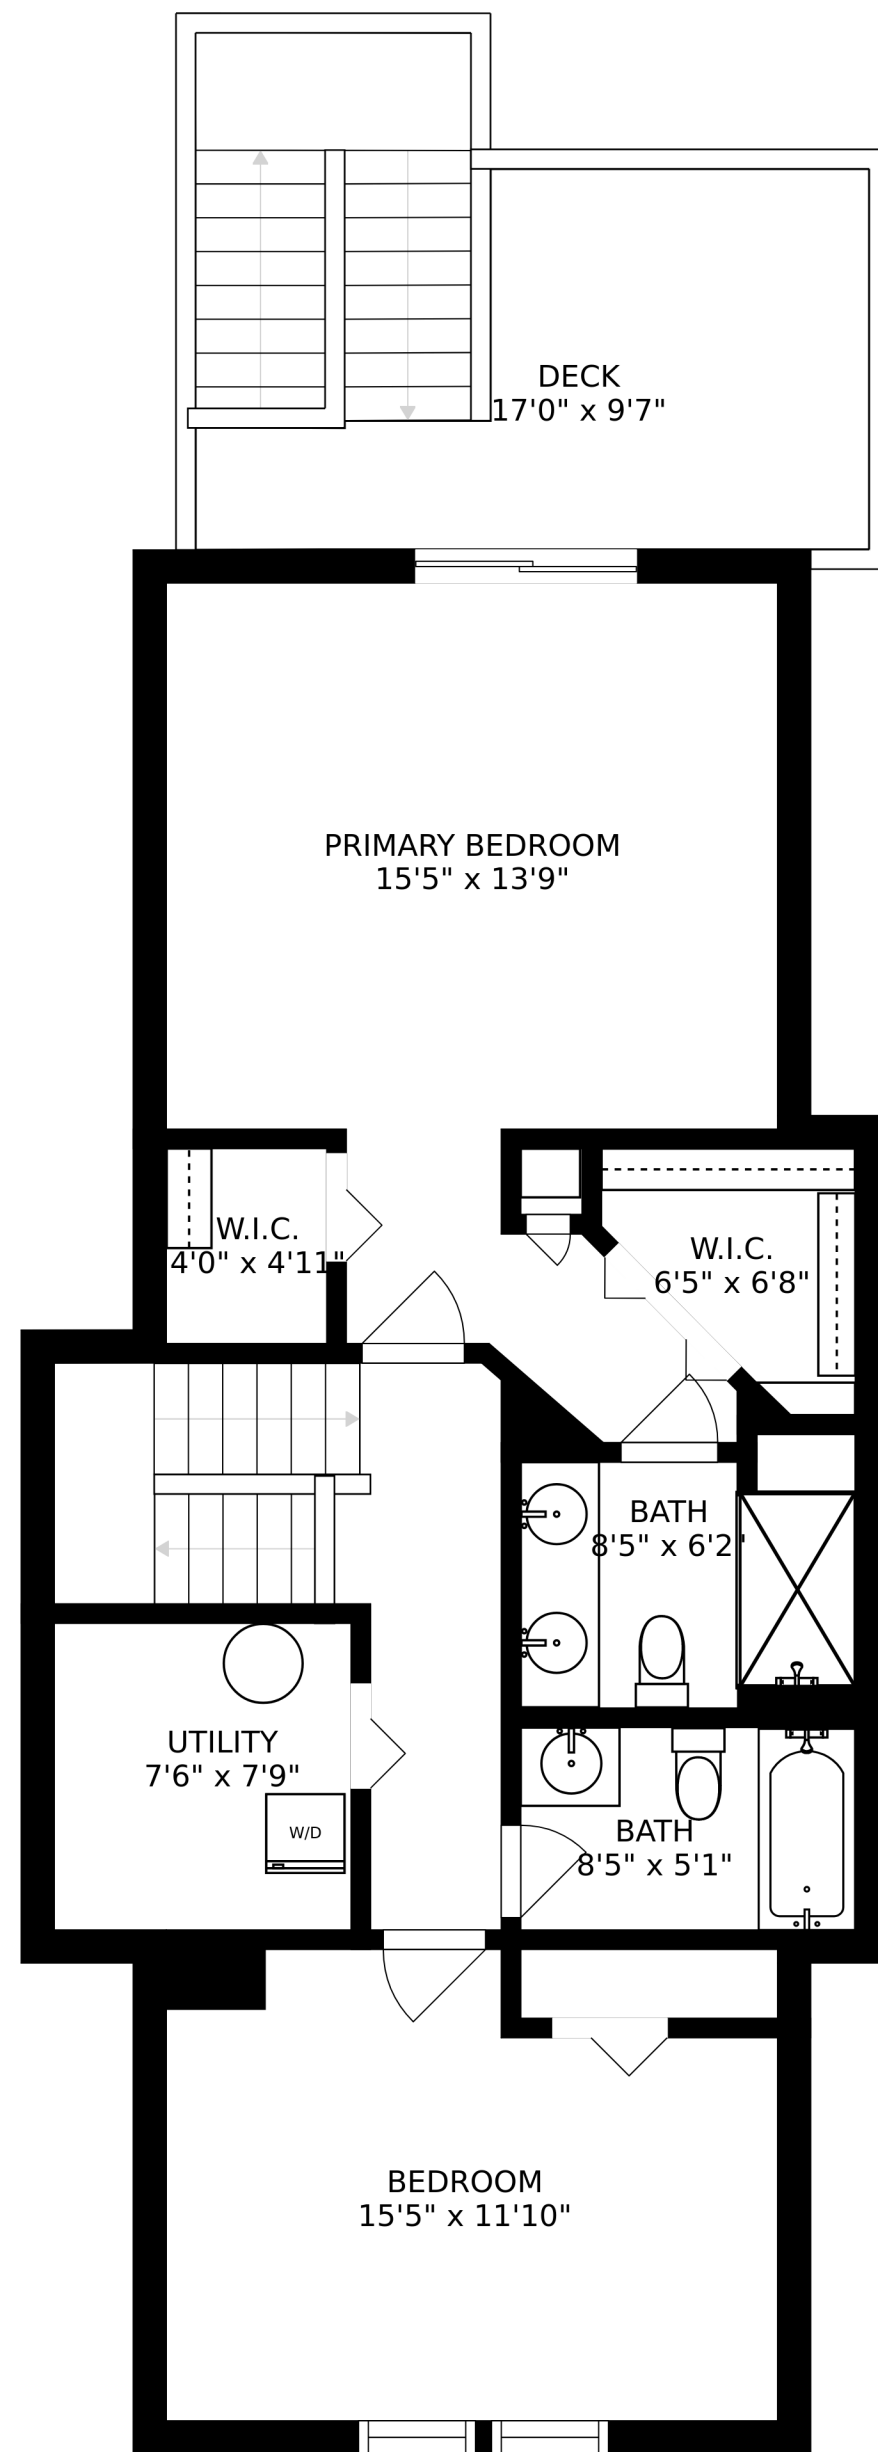 DECK
17'0" x 9'7"
PRIMARY BEDROOM
15'5" x 13'9"
W.I.C.
4'0" x 4'11"
W.I.C.
6'5" x 6'8"
BATH
8'5" x 6'2"
UTILITY
7'6" x 7'9"
W/D
BATH
8'5" x 5'1"
BEDROOM
15'5" x 11'10"